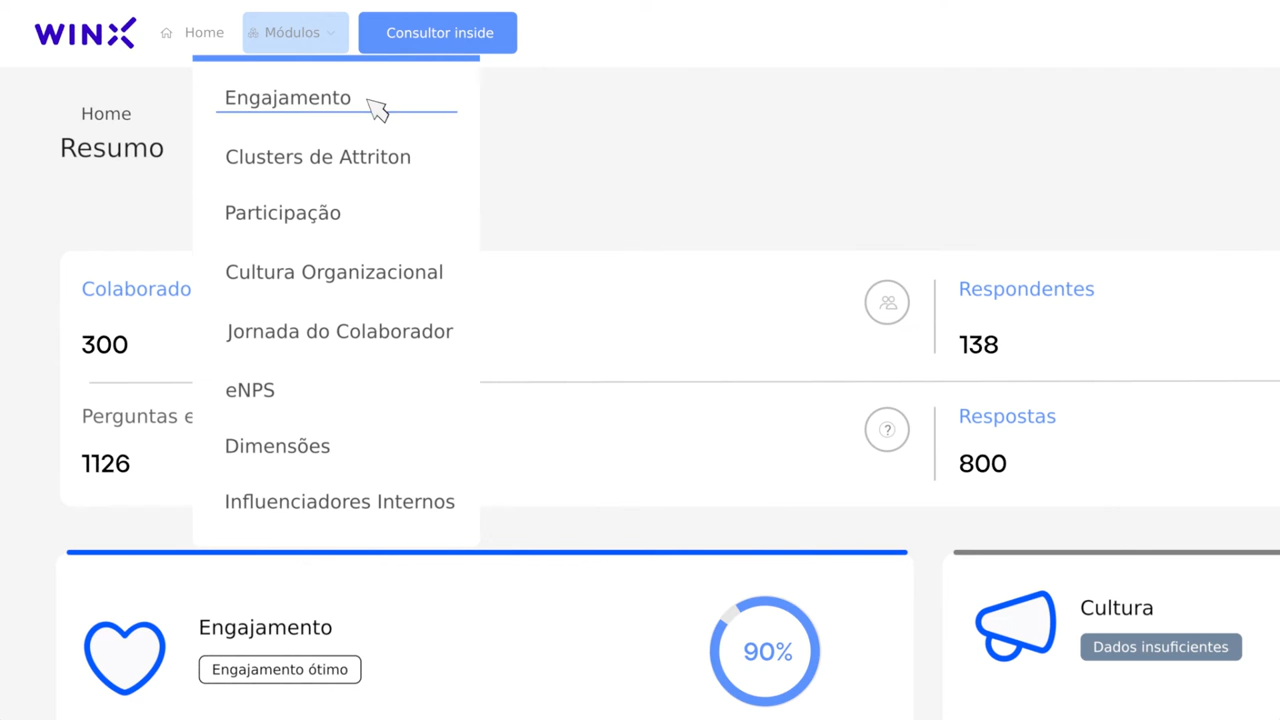 WINX
Home
Módulos
Consultor inside
Engajamento
Clusters de Attriton
Participação
Cultura Organizacional
Jornada do Colaborador
eNPS
Dimensões
Influenciadores Internos
Home
Resumo
Colaborado
300
Respondentes
138
Perguntas e
1126
?
Respostas
800
Engajamento
Engajamento ótimo
90%
Cultura
Dados insuficientes